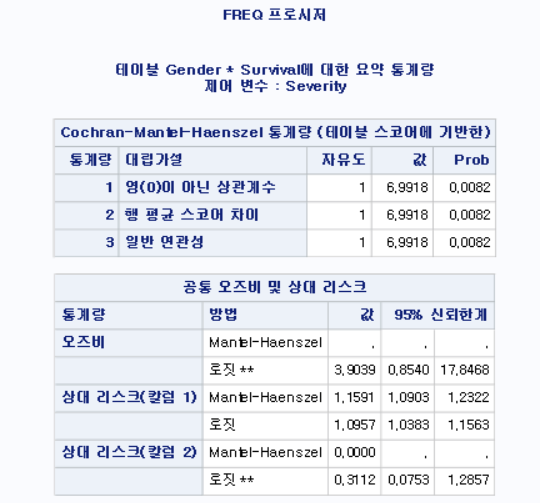 FREQ 프로시저
테이블 Gender * Survival에 대한 요약 통계량
제어 변수 : Severity
Cochran-Mantel-Haenszel 통계량 (테이블 스코어에 기반한)
통계량 대립가설 자유도 값 Prob
1 영(0)이 아닌 상관계수 1 6,9918 0,0082
2 행 평균 스코어 차이 1 6,9918 0,0082
3 일반 연관성 1 6,9918 0,0082
공통 오즈비 및 상대 리스크
통계량 방법 값 95% 신뢰한계
오즈비 Mantel-Haenszel , , ,
로짓 ** 3,9039 0,8540 17,8468
상대 리스크(칼럼 1) Mantel-Haenszel 1,1591 1,0903 1,2322
로짓 1,0957 1,0383 1,1563
상대 리스크(칼럼 2) Mantel-Haenszel 0,0000 , ,
로짓 ** 0,3112 0,0753 1,2857